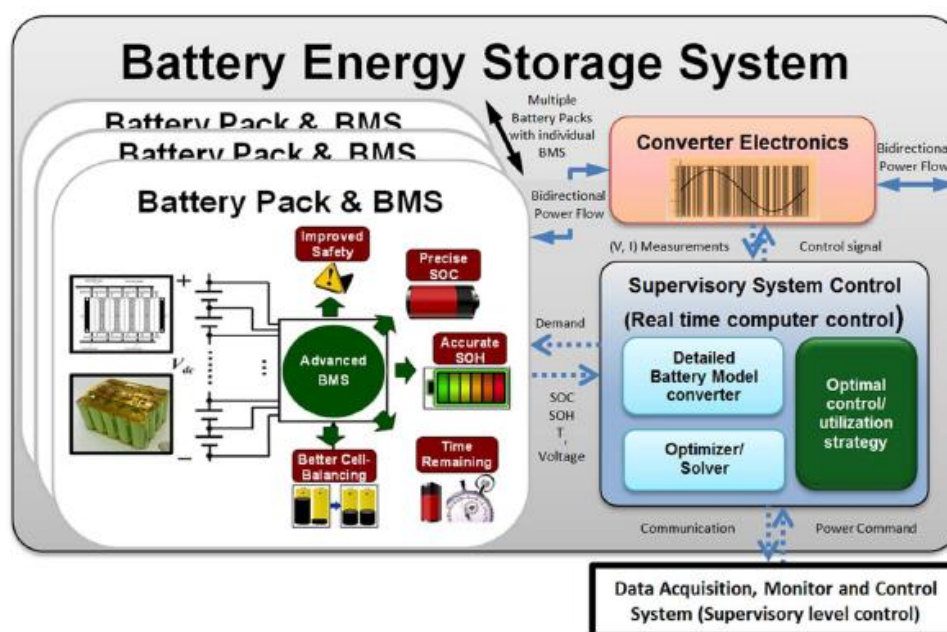 Battery Energy Storage System
Battery Pack & BMS
Battery Pack & BMS
Battery Pack & BMS
Multiple
Battery Packs
with individual
BMS
Bidirectional
Power Flow
Converter Electronics
Bidirectional
Power Flow
(V, I) Measurements
Control signal
Improved
Safety
Precise
SOC
+
Vdc
−
Advanced
BMS
Accurate
SOH
Better Cell-
Balancing
Time
Remaining
Demand
SOC
SOH
T,
Voltage
Supervisory System Control
(Real time computer control)
Detailed
Battery Model
converter
Optimizer/
Solver
Optimal
control/
utilization
strategy
Communication
Power Command
Data Acquisition, Monitor and Control
System (Supervisory level control)